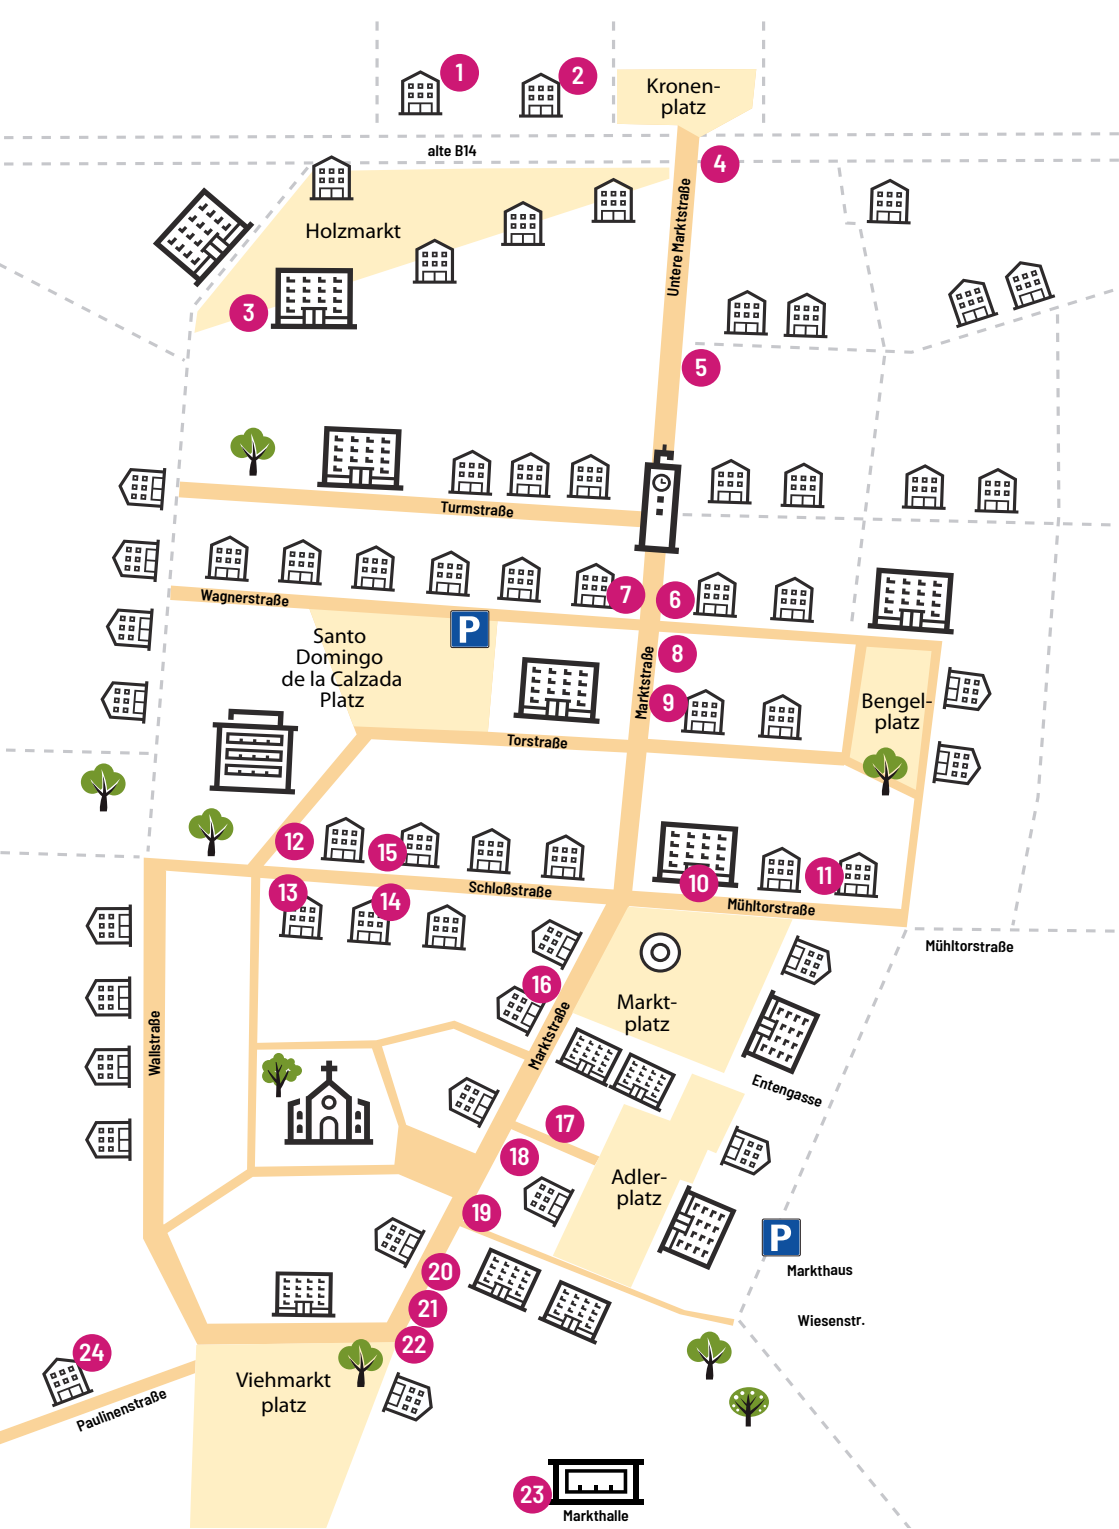 1
2
Kronen-
platz
alte B14
4
Untere Marktstraße
Holzmarkt
3
5
Turmstraße
Wagnerstraße
7
6
P
Santo
Domingo
de la Calzada
Platz
8
Marktstraße
9
Bengel-
platz
Torstraße
12
15
10
11
13
14
Schloßstraße
Mühltorstraße
Mühltorstraße
16
Markt-
platz
Marktstraße
Wallstraße
Entengasse
17
18
Adler-
platz
19
P
Markthaus
20
21
22
Wiesenstr.
24
Paulinenstraße
Viehmarkt
platz
23
Markthalle